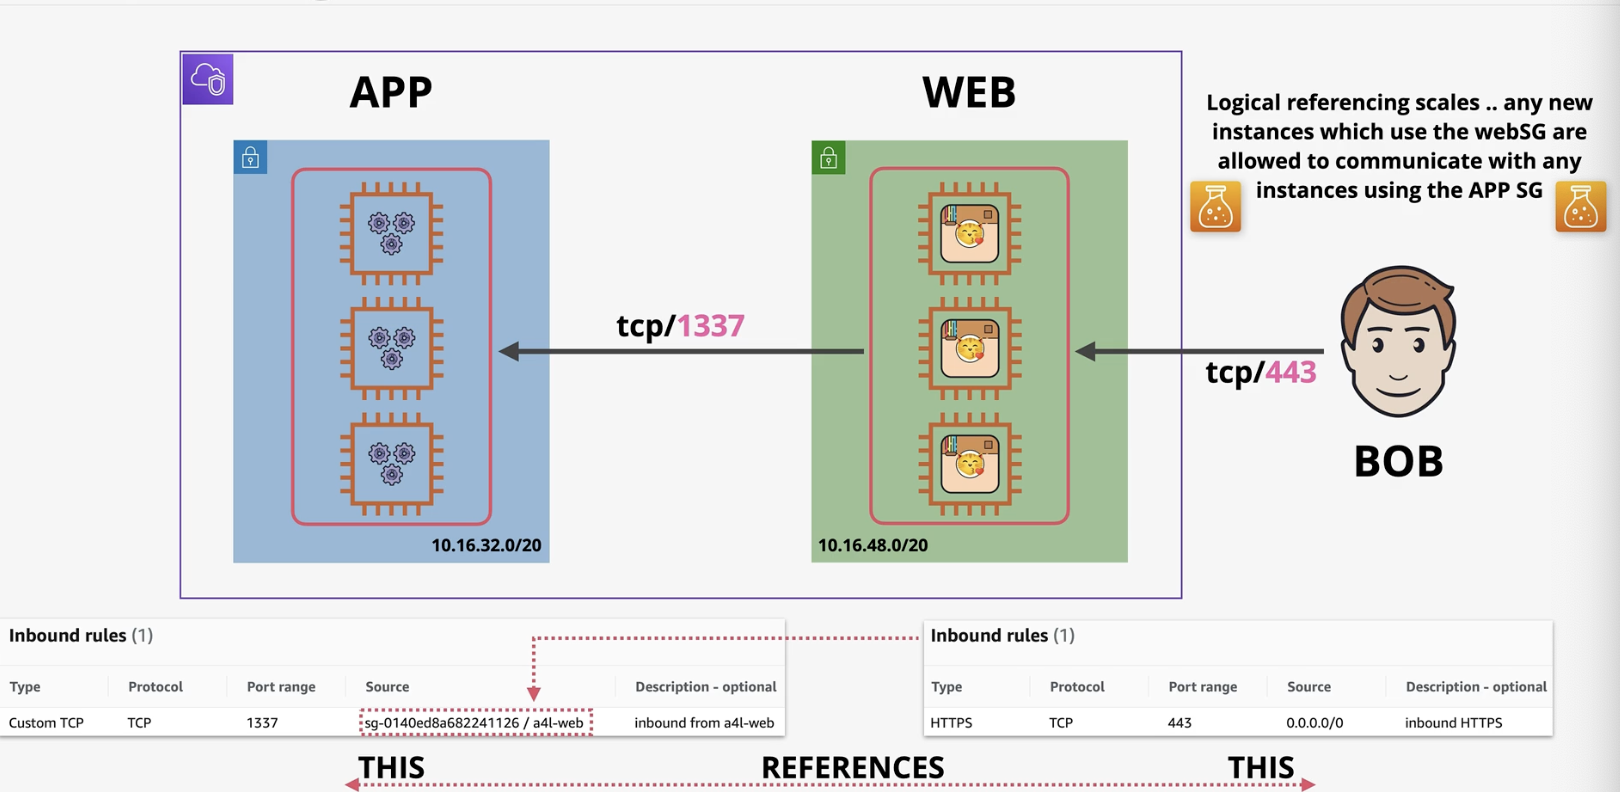 APP
WEB
Logical referencing scales .. any new
instances which use the webSG are
allowed to communicate with any
instances using the APP SG
tcp/1337
tcp/443
BOB
10.16.32.0/20
10.16.48.0/20
Inbound rules (1)
Type Protocol Port range Source Description - optional
Custom TCP TCP 1337 sg-0140ed8a682241126 / a4l-web inbound from a4l-web
Inbound rules (1)
Type Protocol Port range Source Description - optional
HTTPS TCP 443 0.0.0.0/0 inbound HTTPS
THIS REFERENCES THIS